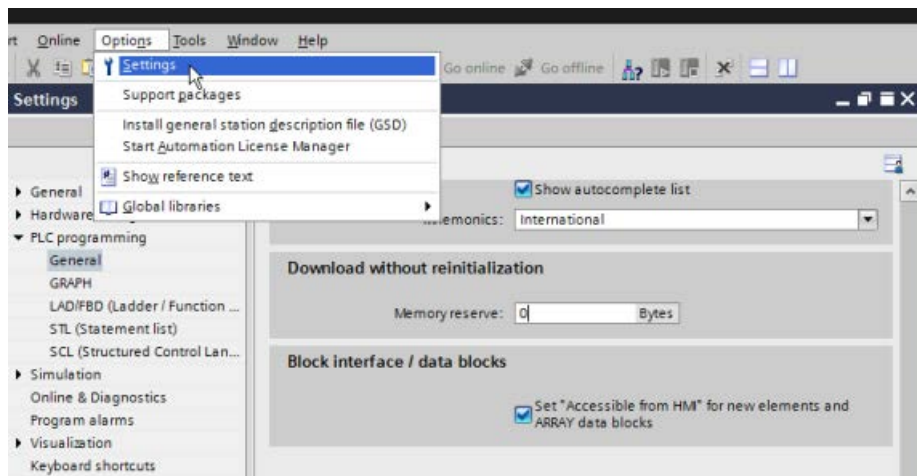 rt Online Options Tools Window Help
Settings Go online Go offline
Support packages
Settings
Install general station description file (GSD)
Start Automation License Manager
Show reference text
General Show autocomplete list
Global libraries
Hardware
Mnemonics: International
PLC programming
General
Download without reinitialization
GRAPH
LAD/FBD (Ladder / Function ...
Memory reserve: 0 Bytes
STL (Statement list)
SCL (Structured Control Lan...
Block interface / data blocks
Simulation
Online & Diagnostics
Set "Accessible from HMI" for new elements and
ARRAY data blocks
Program alarms
Visualization
Keyboard shortcuts